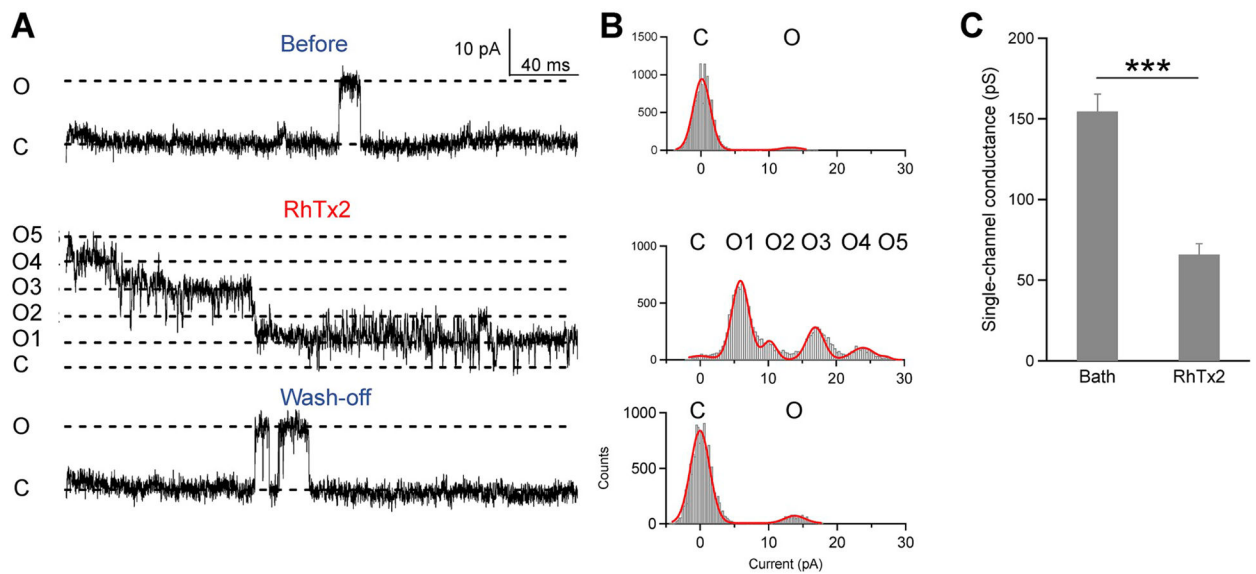 A
Before
10 pA
40 ms
O
C
RhTx2
O5
O4
O3
O2
O1
C
Wash-off
O
C
B
C O
1500
1000
500
0
0 10 20 30
C O1 O2 O3 O4 O5
1000
500
0
0 10 20 30
C O
1000
500
0
Counts
0 10 20 30
Current (pA)
C
200
150
100
50
0
Single-channel conductance (pS)
***
Bath RhTx2